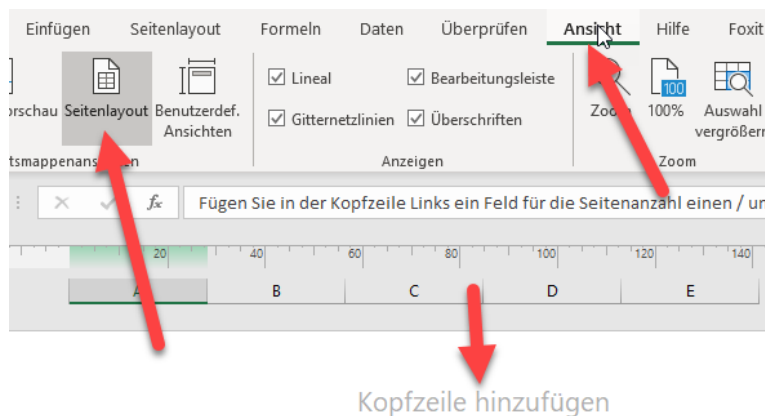 Einfügen Seitenlayout Formeln Daten Überprüfen Ansicht Hilfe Foxit
Lineal Bearbeitungsleiste
Seitenlayout Benutzerdef. Zoom 100% Auswahl
Ansichten Gitternetzlinien Überschriften vergrößern
Anzeigen Zoom
fx Fügen Sie in der Kopfzeile Links ein Feld für die Seitenanzahl einen / un
20 40 60 80 100 120 140
A B C D E
Kopfzeile hinzufügen